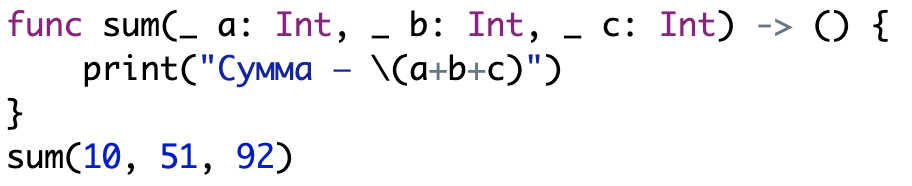 func sum(_ a: Int, _ b: Int, _ c: Int) -> () {
    print("Сумма – \(a+b+c)")
}
sum(10, 51, 92)